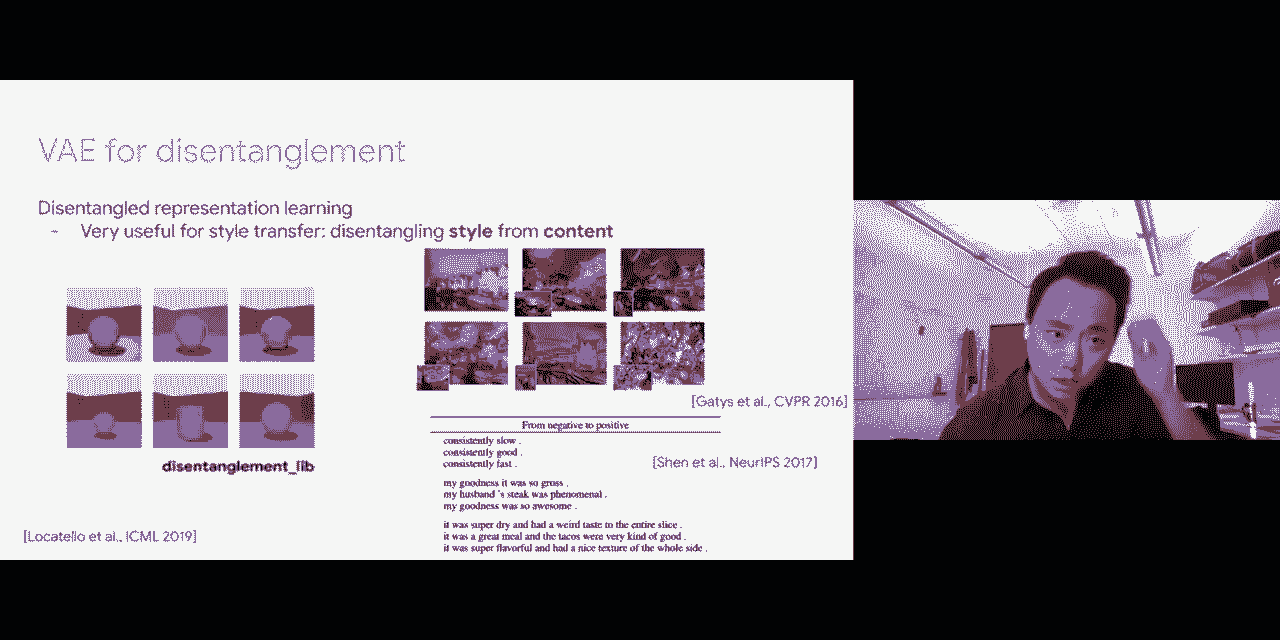 VAE for disentanglement
Disentangled representation learning
- Very useful for style transfer: disentangling style from content
[Gatys et al., CVPR 2016]
From negative to positive
consistently slow .
consistently good .
consistently fast .
[Shen et al., NeurIPS 2017]
my goodness it was so gross .
my husband 's steak was phenomenal .
my goodness was so awesome .
it was super dry and had a weird taste to the entire slice .
it was a great meal and the tacos were very kind of good .
it was super flavorful and had a nice texture of the whole side .
disentanglement_lib
[Locatello et al., ICML 2019]